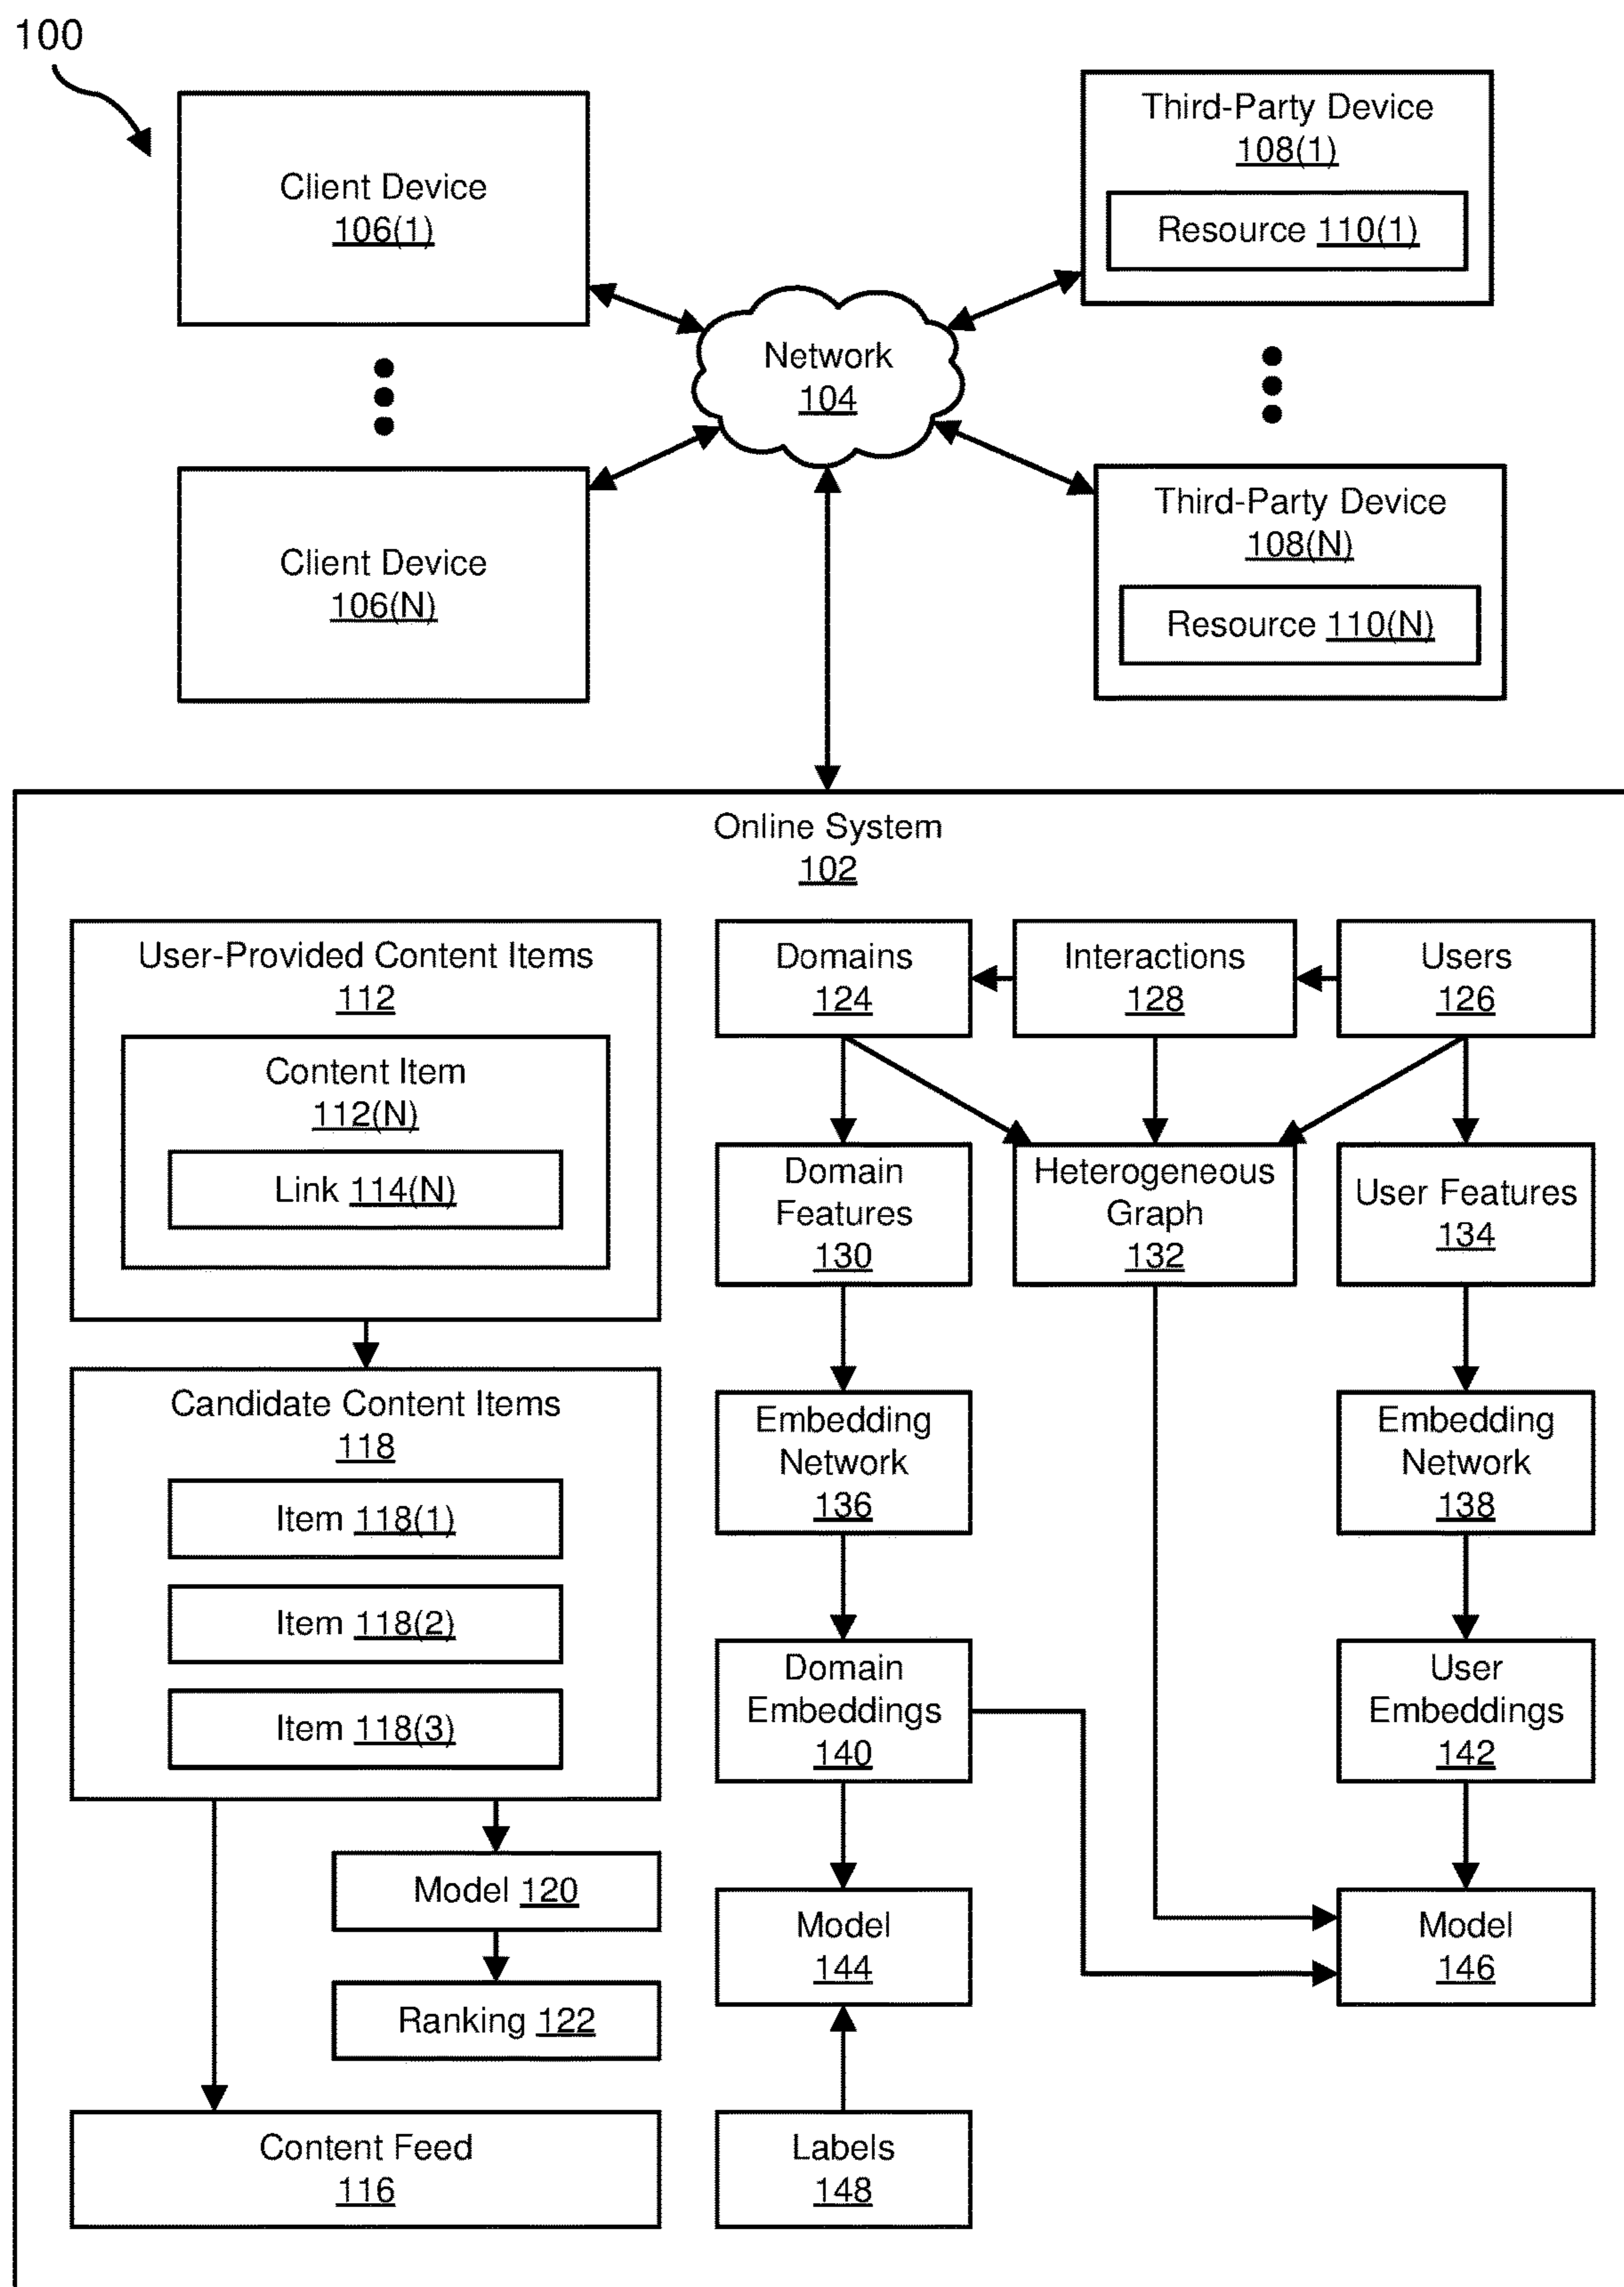 100
Client Device
106(1)
Third-Party Device
108(1)
Resource 110(1)
Network
104
Client Device
106(N)
Third-Party Device
108(N)
Resource 110(N)
Online System
102
User-Provided Content Items
112
Content Item
112(N)
Link 114(N)
Candidate Content Items
118
Item 118(1)
Item 118(2)
Item 118(3)
Model 120
Ranking 122
Content Feed
116
Domains
124
Interactions
128
Users
126
Domain
Features
130
Heterogeneous
Graph
132
User Features
134
Embedding
Network
136
Embedding
Network
138
Domain
Embeddings
140
User
Embeddings
142
Model
144
Model
146
Labels
148